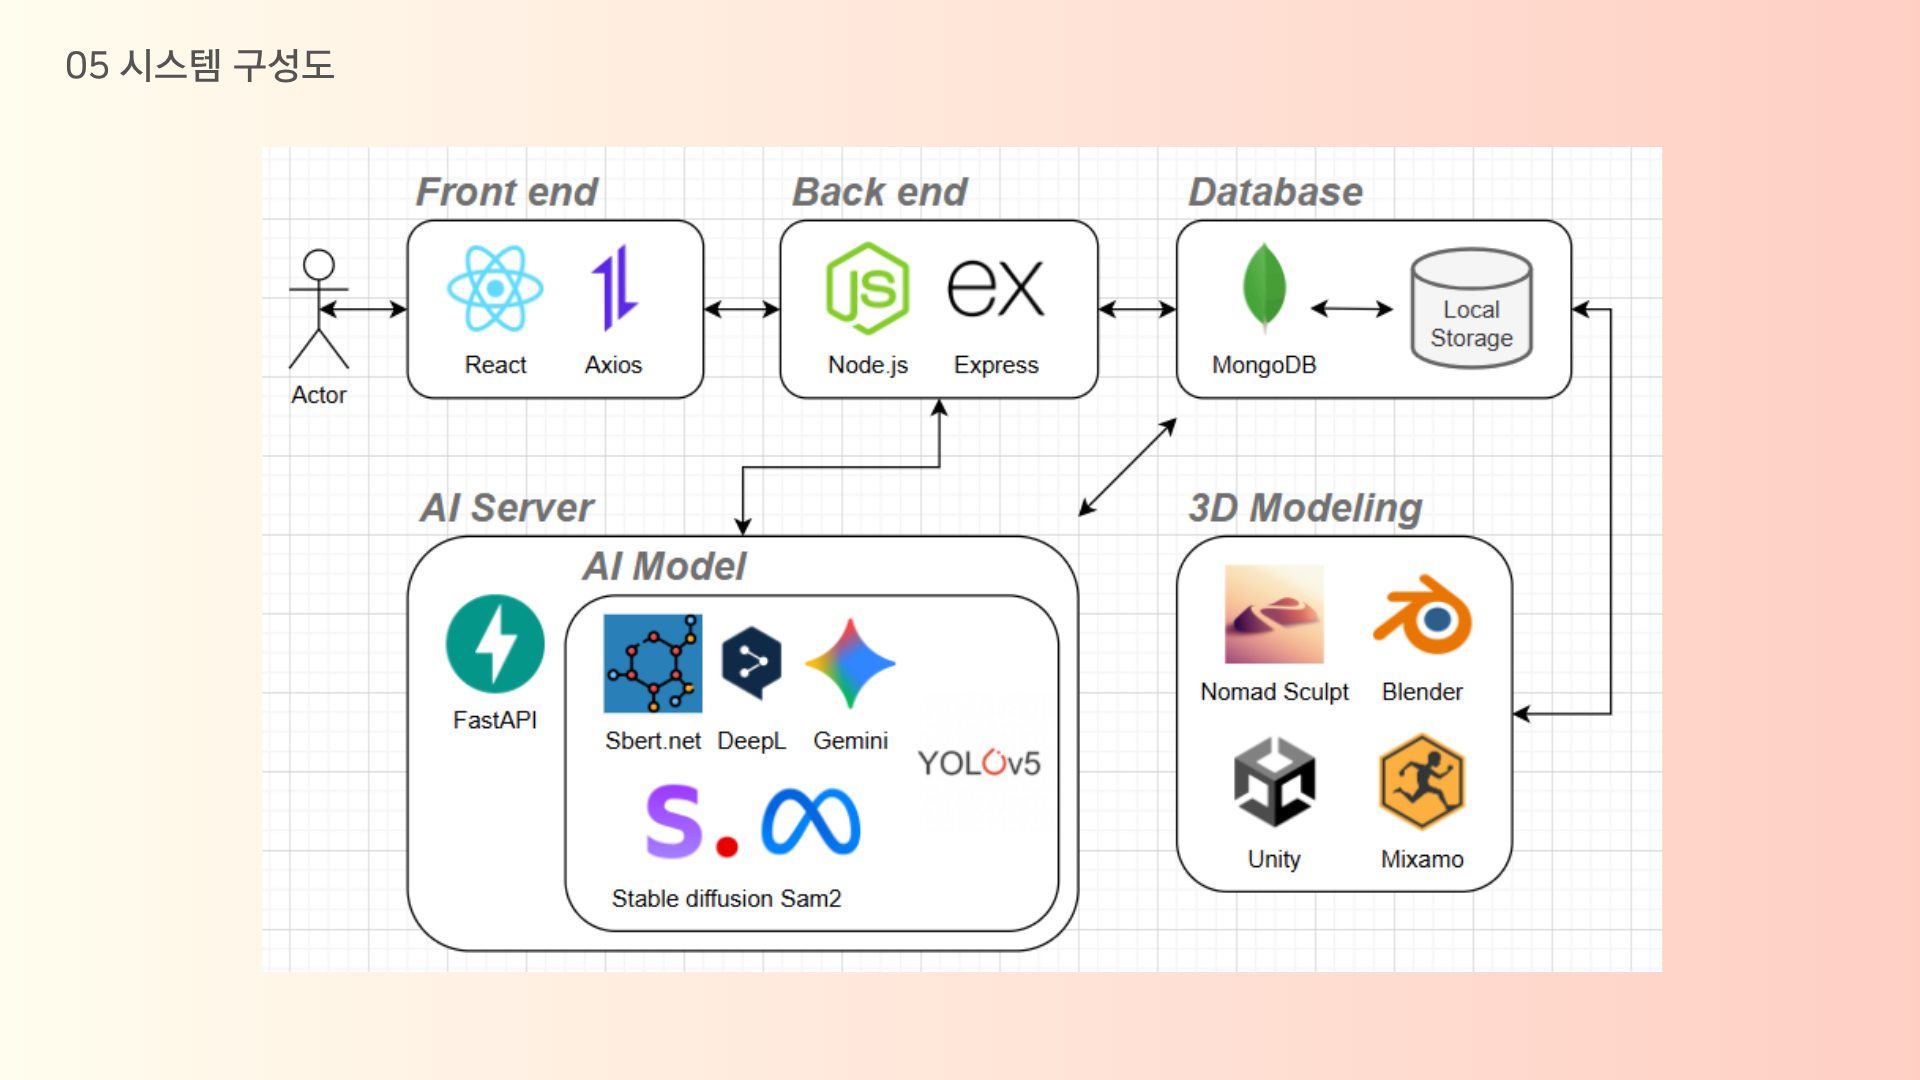 05 시스템 구성도
Front end
Back end
Database
React
Axios
Actor
JS
Node.js
ex
Express
MongoDB
Local
Storage
AI Server
AI Model
FastAPI
Sbert.net
DeepL
Gemini
YOLOv5
S.
Stable diffusion
Sam2
3D Modeling
Nomad Sculpt
Blender
Unity
Mixamo